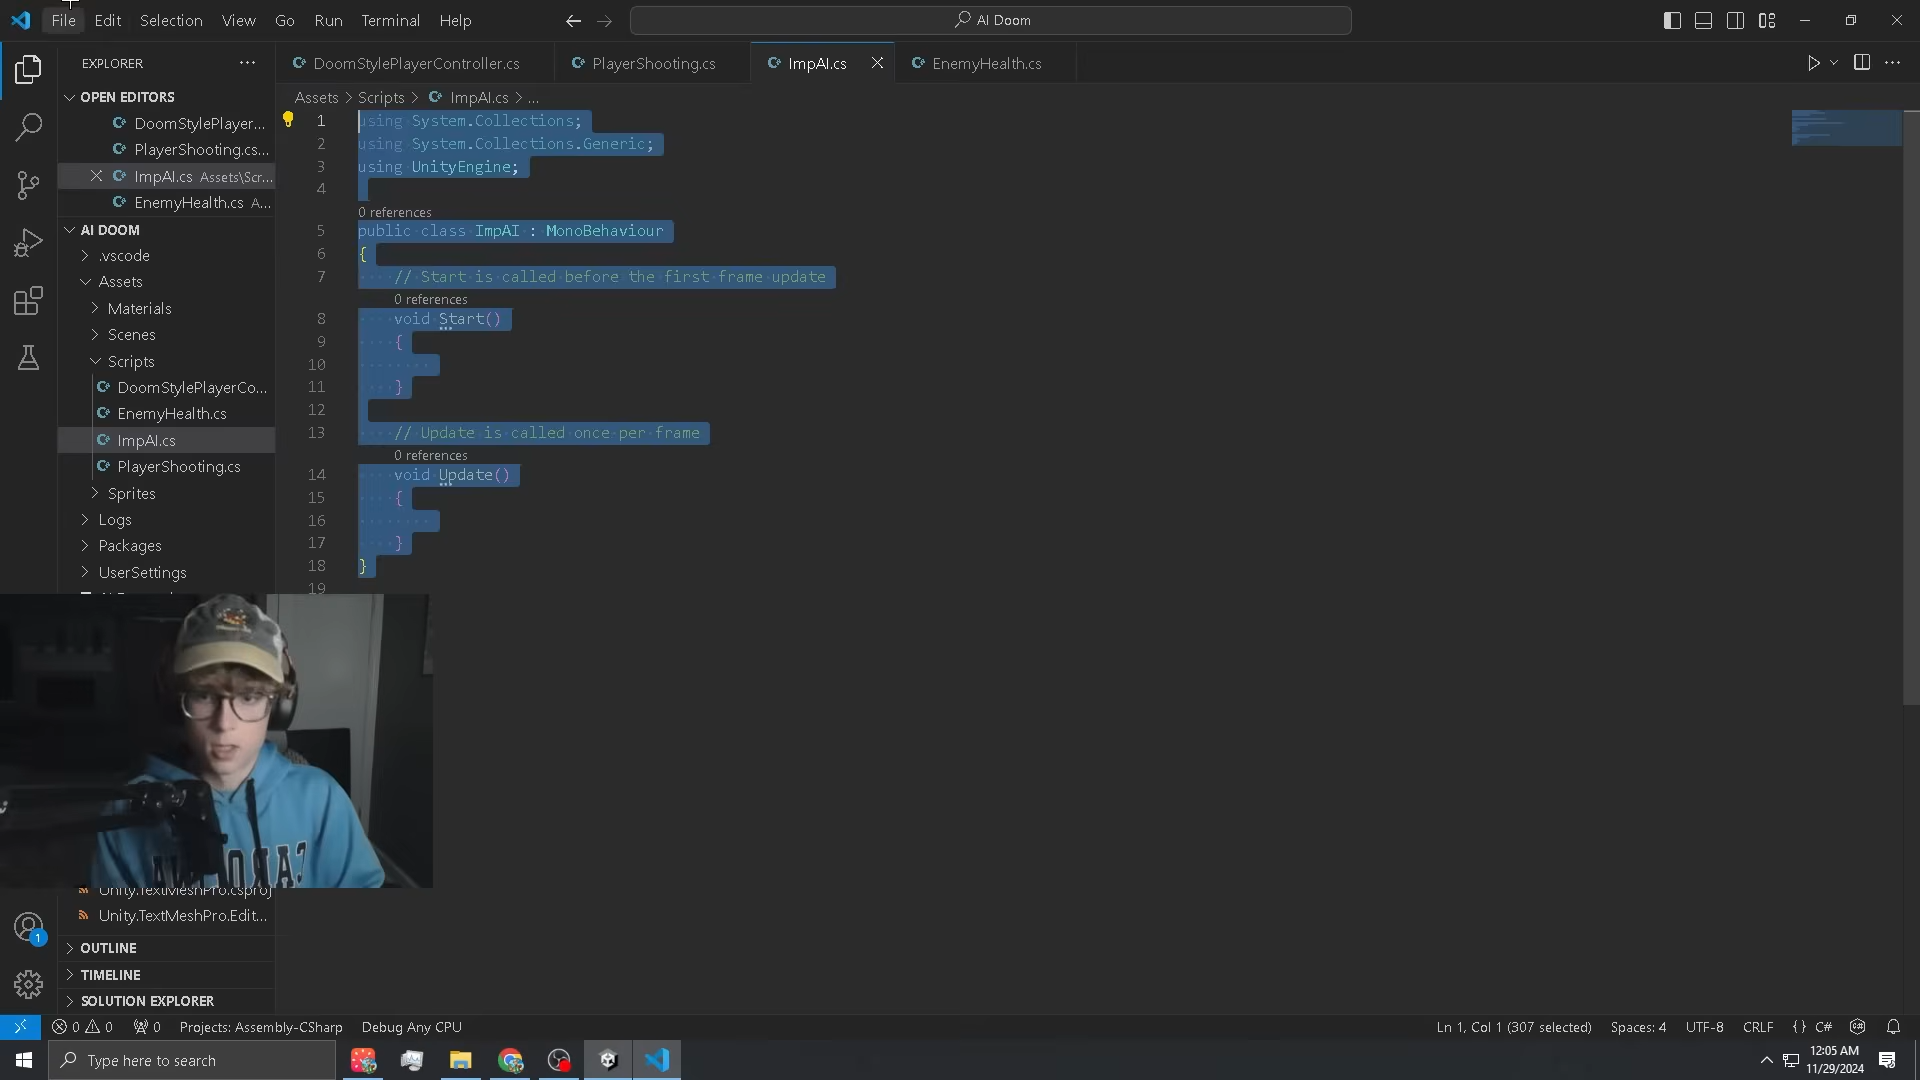 File Edit Selection View Go Run Terminal Help
AI Doom
EXPLORER
OPEN EDITORS
DoomStylePlayer...
PlayerShooting.cs...
ImpAI.cs Assets\Scr...
EnemyHealth.cs A...
AI DOOM
.vscode
Assets
Materials
Scenes
Scripts
DoomStylePlayerCo...
EnemyHealth.cs
ImpAI.cs
PlayerShooting.cs
Sprites
Logs
Packages
UserSettings
Unity.TextMeshPro.csproj
Unity.TextMeshPro.Edit...
OUTLINE
TIMELINE
SOLUTION EXPLORER
DoomStylePlayerController.cs PlayerShooting.cs ImpAI.cs EnemyHealth.cs
Assets > Scripts > ImpAI.cs > ...
1 using System.Collections;
2 using System.Collections.Generic;
3 using UnityEngine;
4
0 references
5 public class ImpAI : MonoBehaviour
6 {
7 // Start is called before the first frame update
0 references
8 void Start()
9 {
10
11 }
12
13 // Update is called once per frame
0 references
14 void Update()
15 {
16
17 }
18 }
19
1
0 0 0 Projects: Assembly-CSharp Debug Any CPU
Ln 1, Col 1 (307 selected) Spaces: 4 UTF-8 CRLF {} C#
Type here to search
12:05 AM
11/29/2024